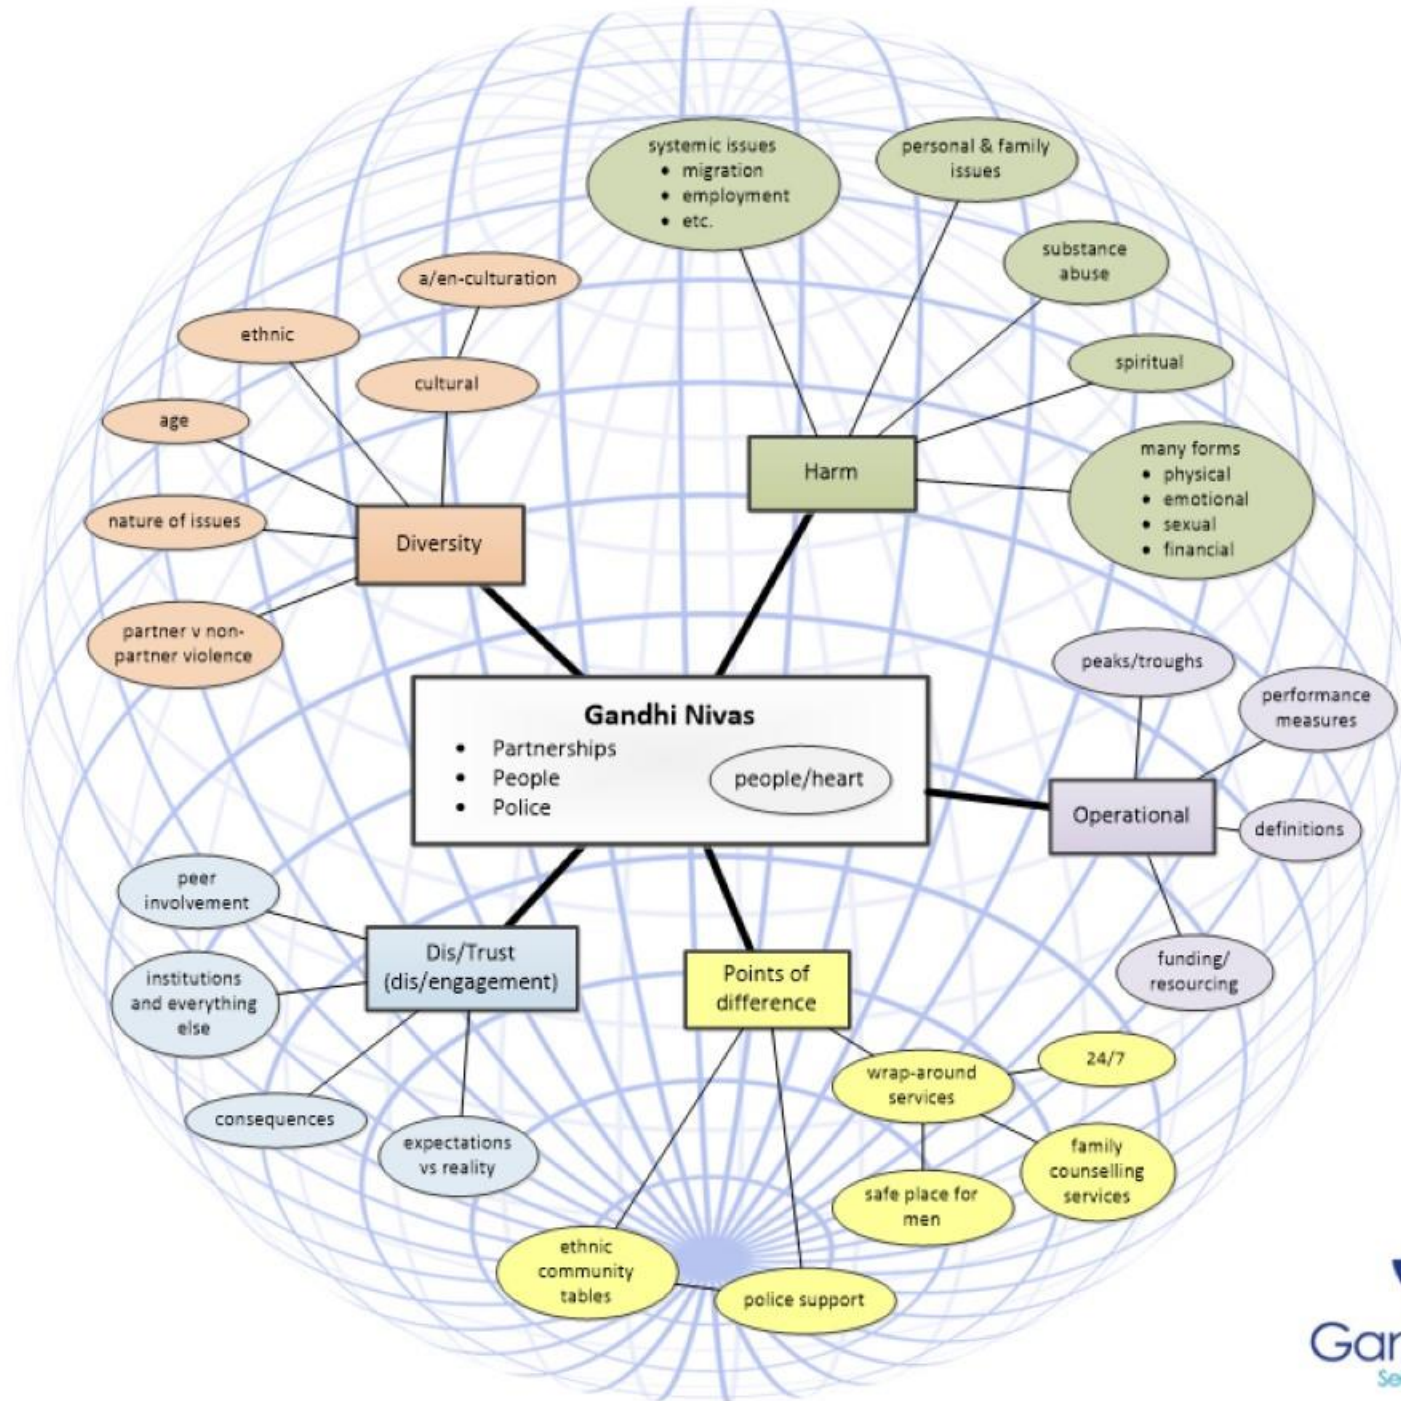 systemic issues
• migration
• employment
• etc.
personal & family
issues
substance
abuse
spiritual
many forms
• physical
• emotional
• sexual
• financial
Harm
a/en-culturation
ethnic
cultural
age
nature of issues
partner v non-
partner violence
Diversity
Gandhi Nivas
• Partnerships
• People
• Police
people/heart
peaks/troughs
performance
measures
Operational
definitions
funding/
resourcing
peer
involvement
institutions
and everything
else
Dis/Trust
(dis/engagement)
consequences
expectations
vs reality
Points of
difference
wrap-around
services
24/7
family
counselling
services
safe place for
men
ethnic
community
tables
police support